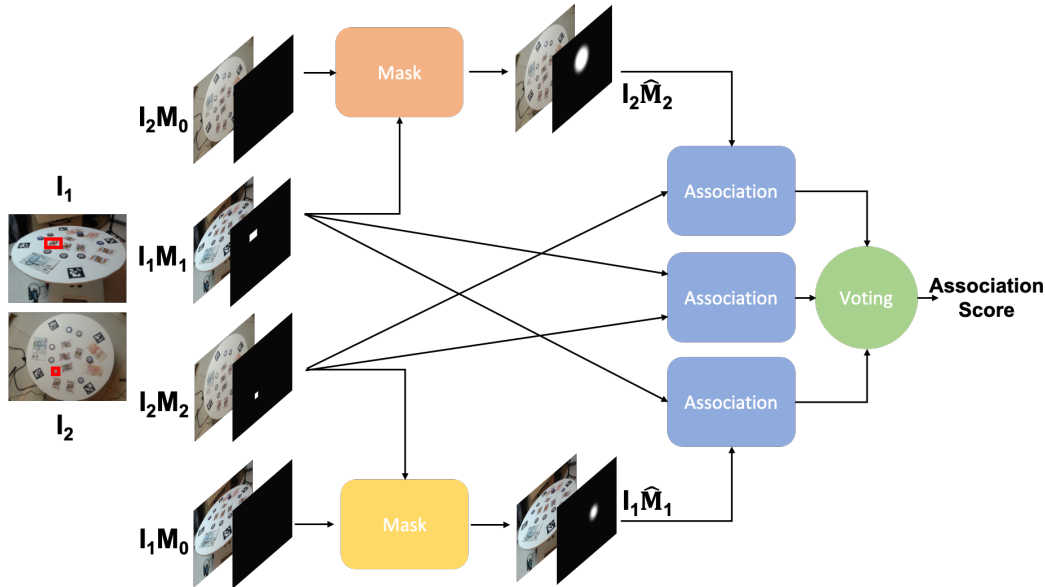 I₂M₀
Mask
I₂M̂₂
I₁
I₁M₁
Association
Association
Voting
Association
Score
I₂M₂
Association
I₂
I₁M₀
Mask
I₁M̂₁